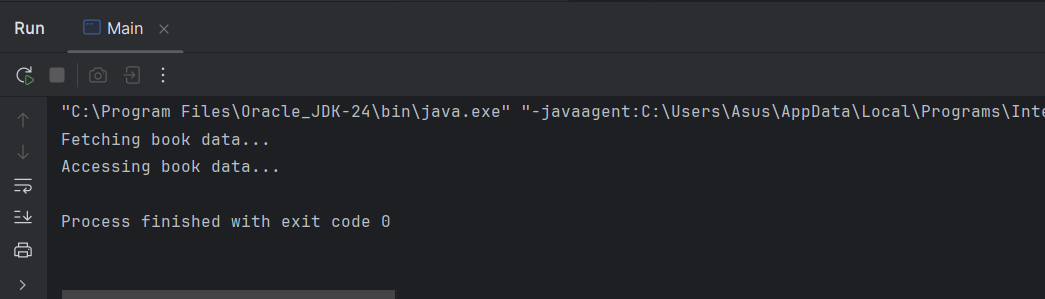 Run Main
"C:\Program Files\Oracle_JDK-24\bin\java.exe" "-javaagent:C:\Users\Asus\AppData\Local\Programs\Inte
Fetching book data...
Accessing book data...
Process finished with exit code 0